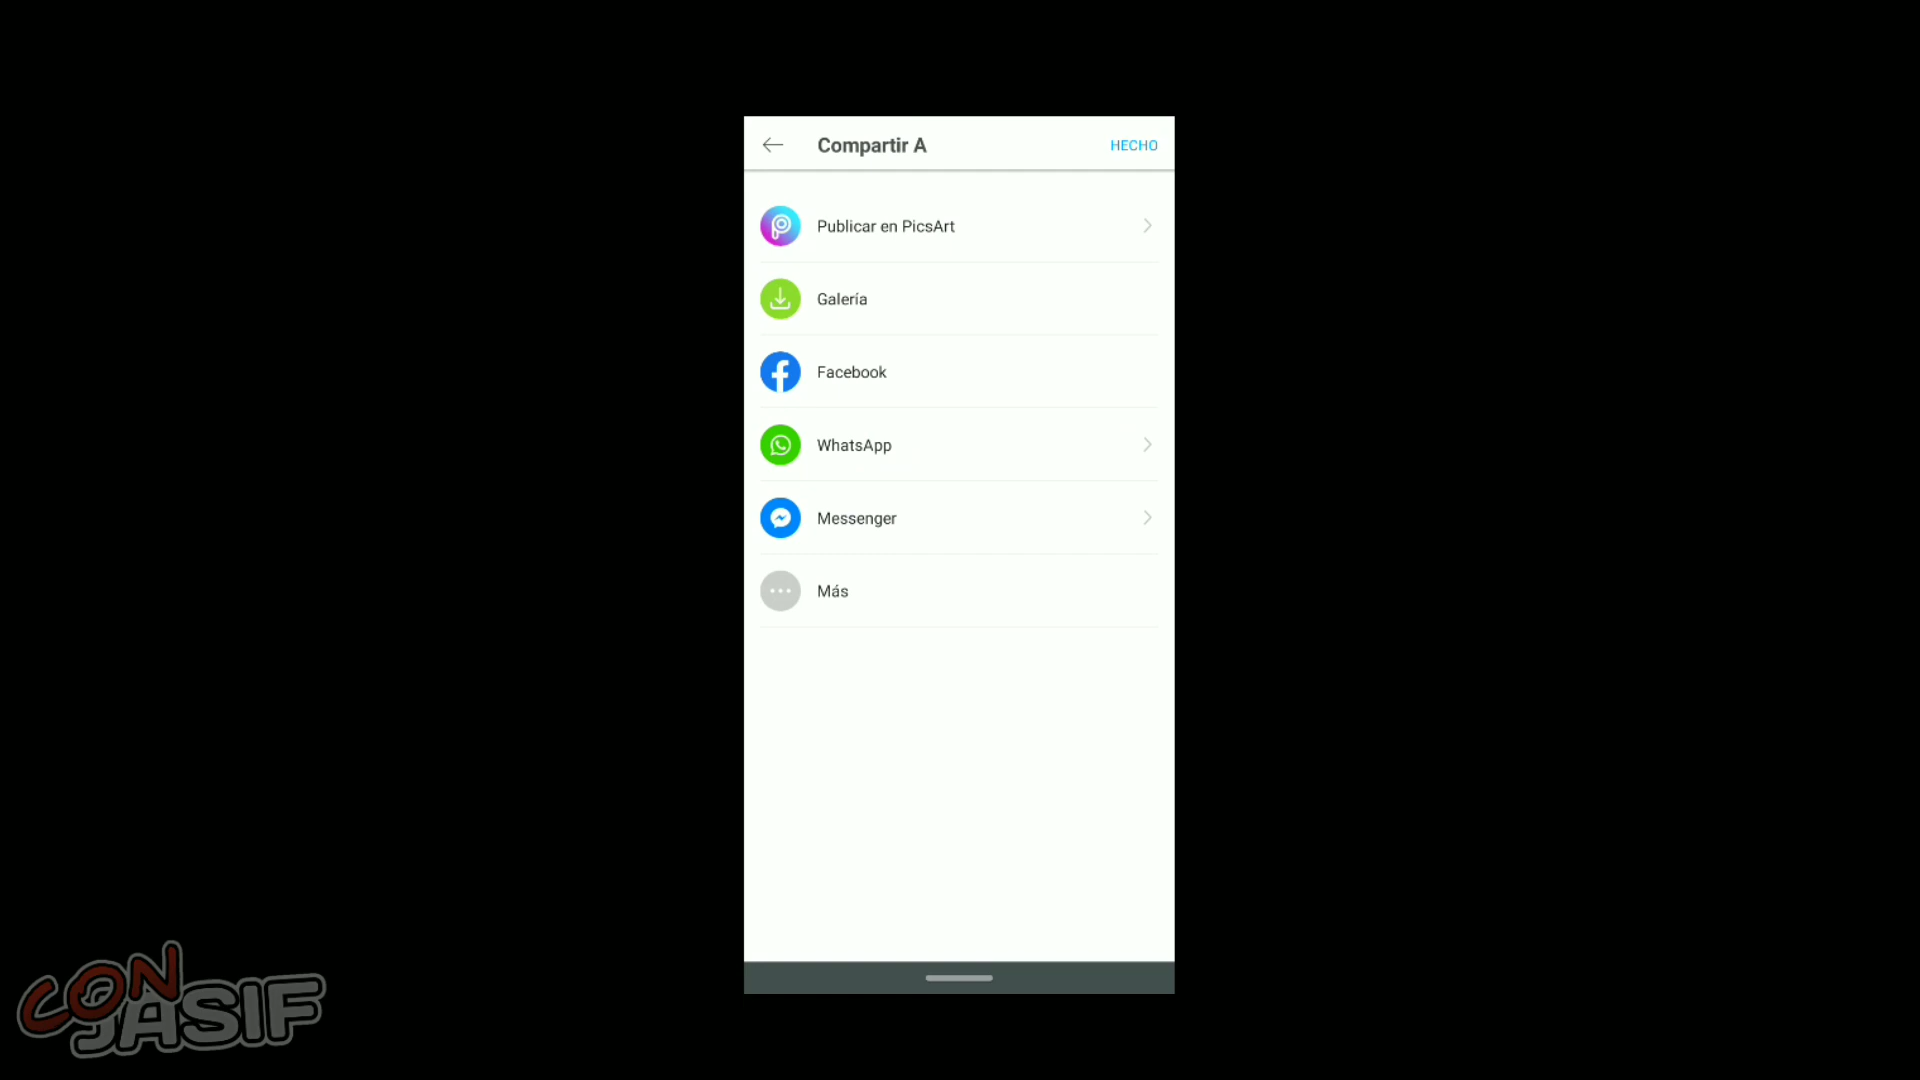 Compartir A
HECHO
Publicar en PicsArt
Galería
Facebook
WhatsApp
Messenger
Más
CON
JASIF